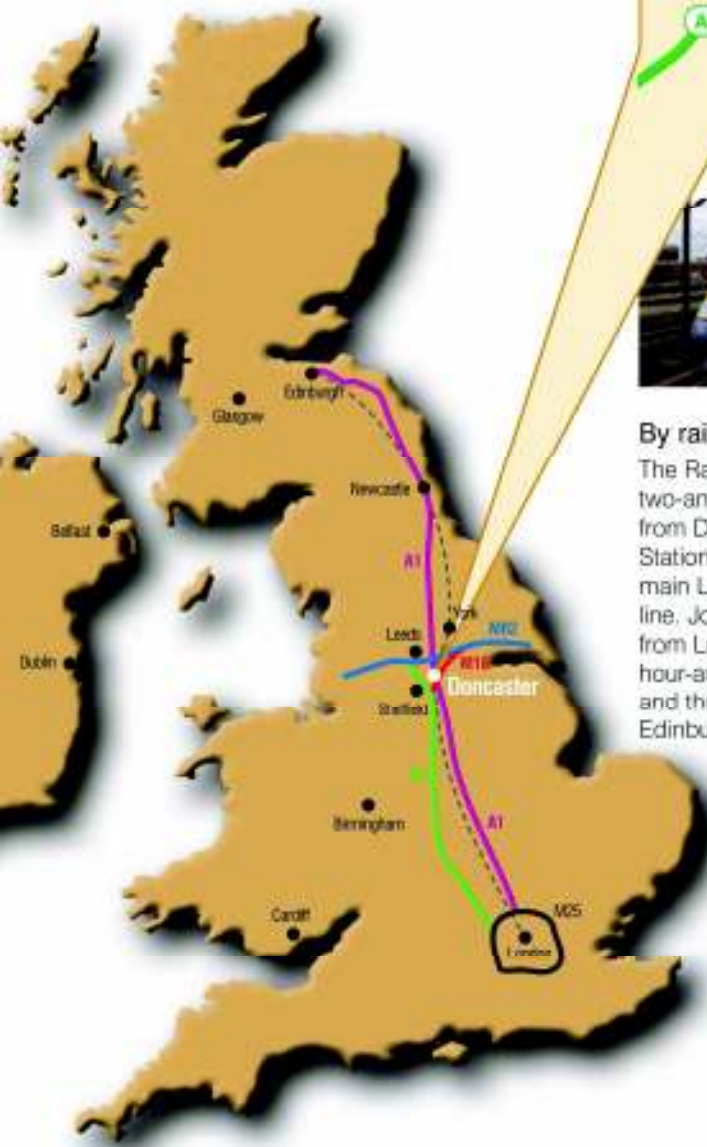 A
Edinburgh
Glasgow
Newcastle
Belfast
A1
York
Leeds
M62
M18
Dublin
Doncaster
Sheffield
Birmingham
A1
Cardiff
M25
London
By rai
The Ra
two-an
from D
Station
main L
line. Jo
from L
hour-a
and the
Edinbu